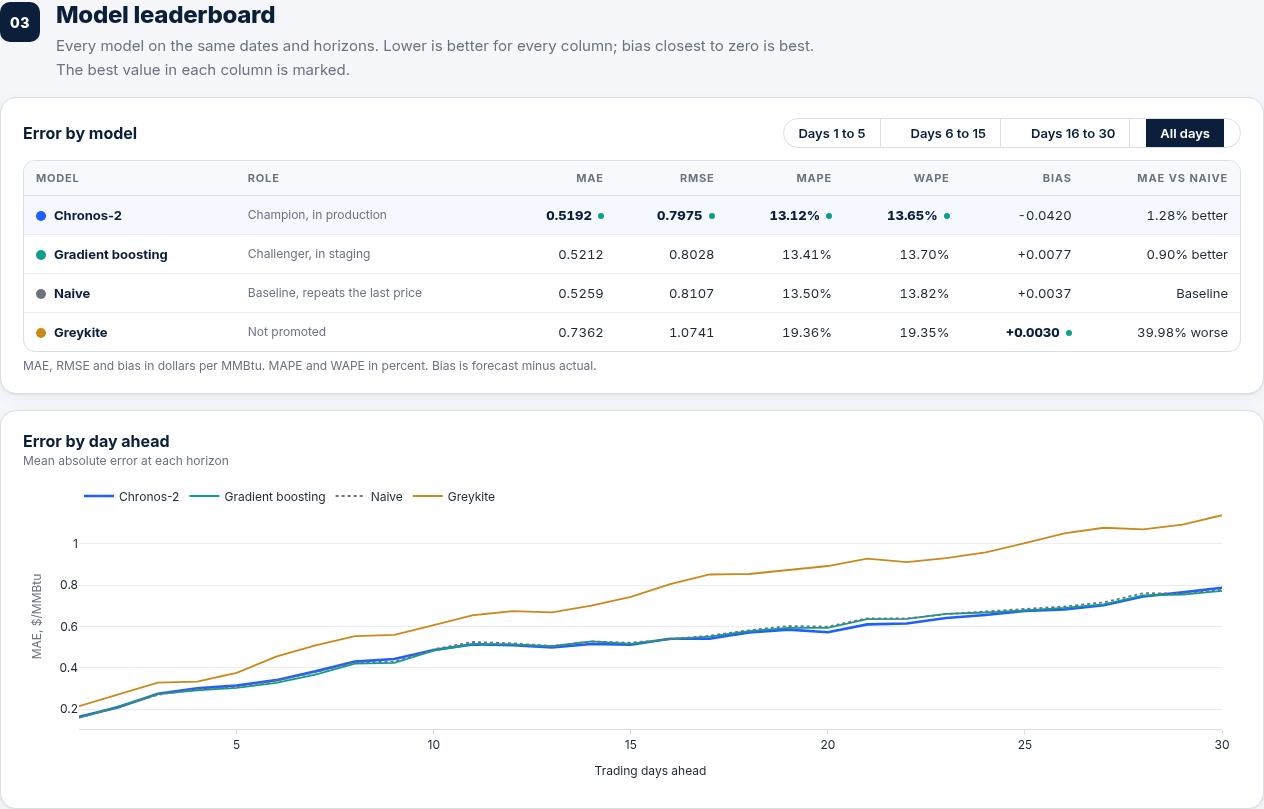 03
Model leaderboard
Every model on the same dates and horizons. Lower is better for every column; bias closest to zero is best.
The best value in each column is marked.
Error by model
Days 1 to 5 Days 6 to 15 Days 16 to 30 All days
MODEL ROLE MAE RMSE MAPE WAPE BIAS MAE VS NAIVE
Chronos-2 Champion, in production 0.5192 0.7975 13.12% 13.65% -0.0420 1.28% better
Gradient boosting Challenger, in staging 0.5212 0.8028 13.41% 13.70% +0.0077 0.90% better
Naive Baseline, repeats the last price 0.5259 0.8107 13.50% 13.82% +0.0037 Baseline
Greykite Not promoted 0.7362 1.0741 19.36% 19.35% +0.0030 39.98% worse
MAE, RMSE and bias in dollars per MMBtu. MAPE and WAPE in percent. Bias is forecast minus actual.
Error by day ahead
Mean absolute error at each horizon
Chronos-2 Gradient boosting Naive Greykite
MAE, $/MMBtu
1
0.8
0.6
0.4
0.2
5 10 15 20 25 30
Trading days ahead